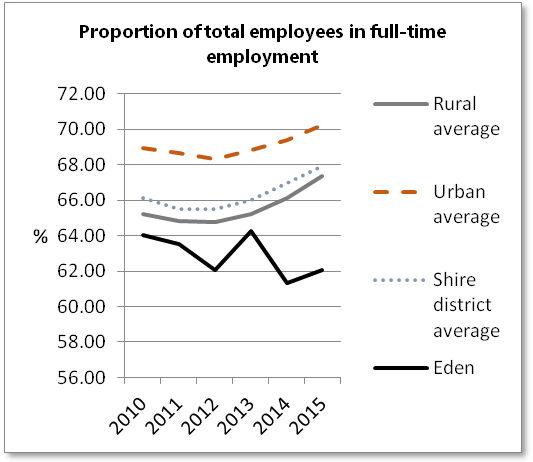 Proportion of total employees in full-time
employment
72.00
70.00
68.00
66.00
64.00
62.00
60.00
58.00
56.00
%
2010
2011
2012
2013
2014
2015
Rural
average
Urban
average
Shire
district
average
Eden